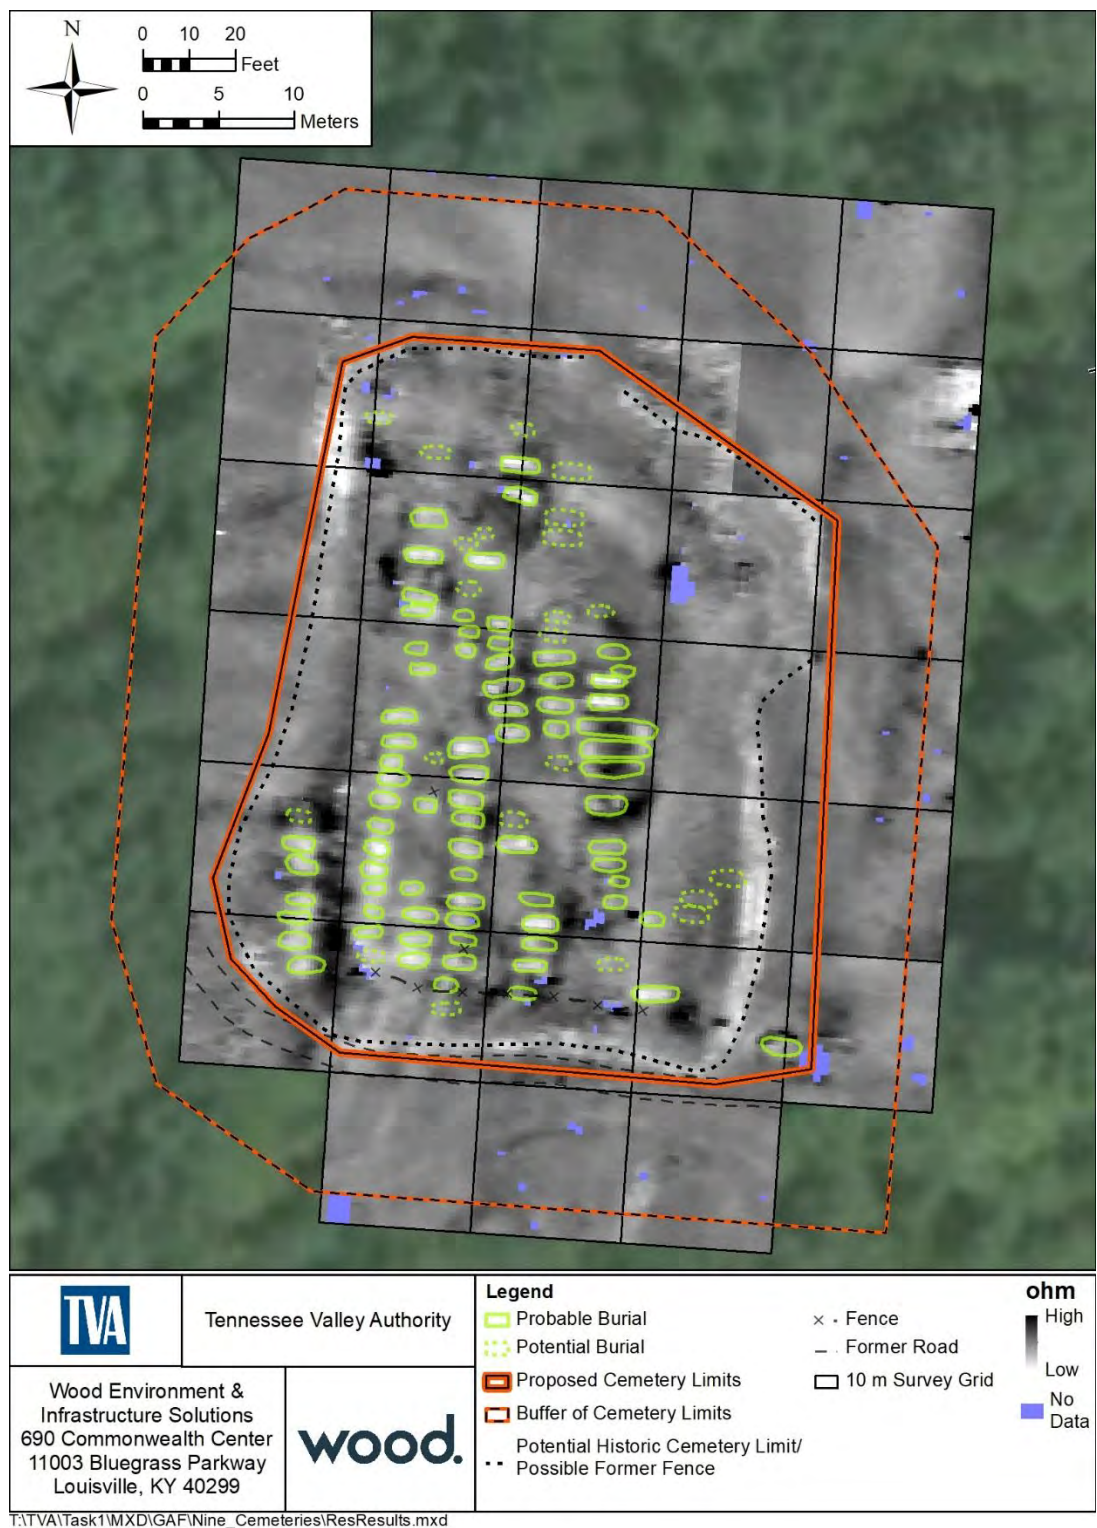 N
0 10 20
Feet
0 5 10
Meters
TVA
Tennessee Valley Authority
Wood Environment &
Infrastructure Solutions
690 Commonwealth Center
11003 Bluegrass Parkway
Louisville, KY 40299
wood.
Legend
Probable Burial
Potential Burial
Proposed Cemetery Limits
Buffer of Cemetery Limits
Potential Historic Cemetery Limit/
Possible Former Fence
Fence
Former Road
10 m Survey Grid
ohm
High
Low
No
Data
T:\TVA\Task1\MXD\GAF\Nine_Cemeteries\ResResults.mxd